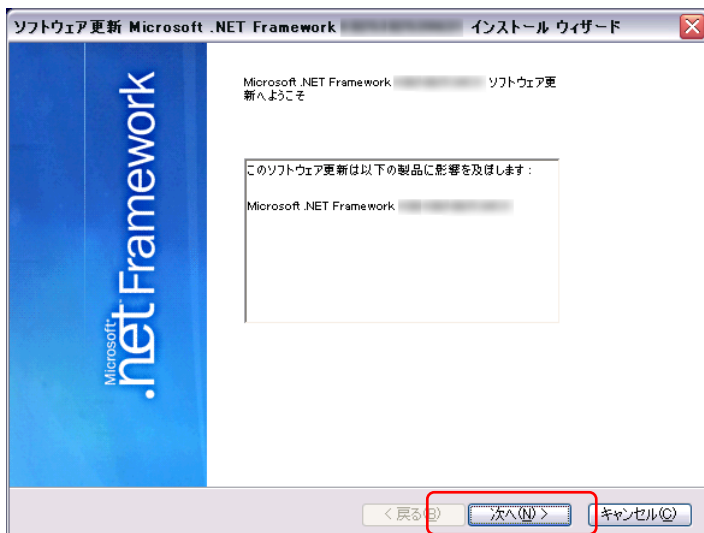 ソフトウェア更新 Microsoft .NET Framework インストール ウィザード
Microsoft .NET Framework ソフトウェア更
新へようこそ
このソフトウェア更新は以下の製品に影響を及ぼします：
Microsoft .NET Framework
Microsoft
.net Framework
< 戻る(B) 次へ(N) > キャンセル(C)